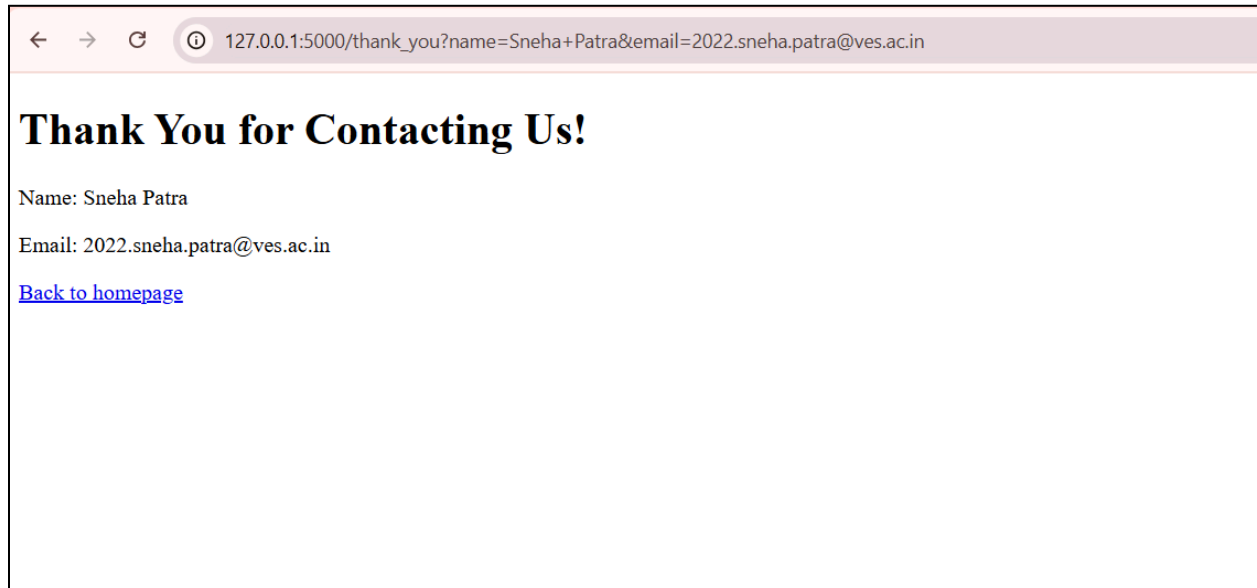 127.0.0.1:5000/thank_you?name=Sneha+Patra&email=2022.sneha.patra@ves.ac.in
Thank You for Contacting Us!
Name: Sneha Patra
Email: 2022.sneha.patra@ves.ac.in
Back to homepage